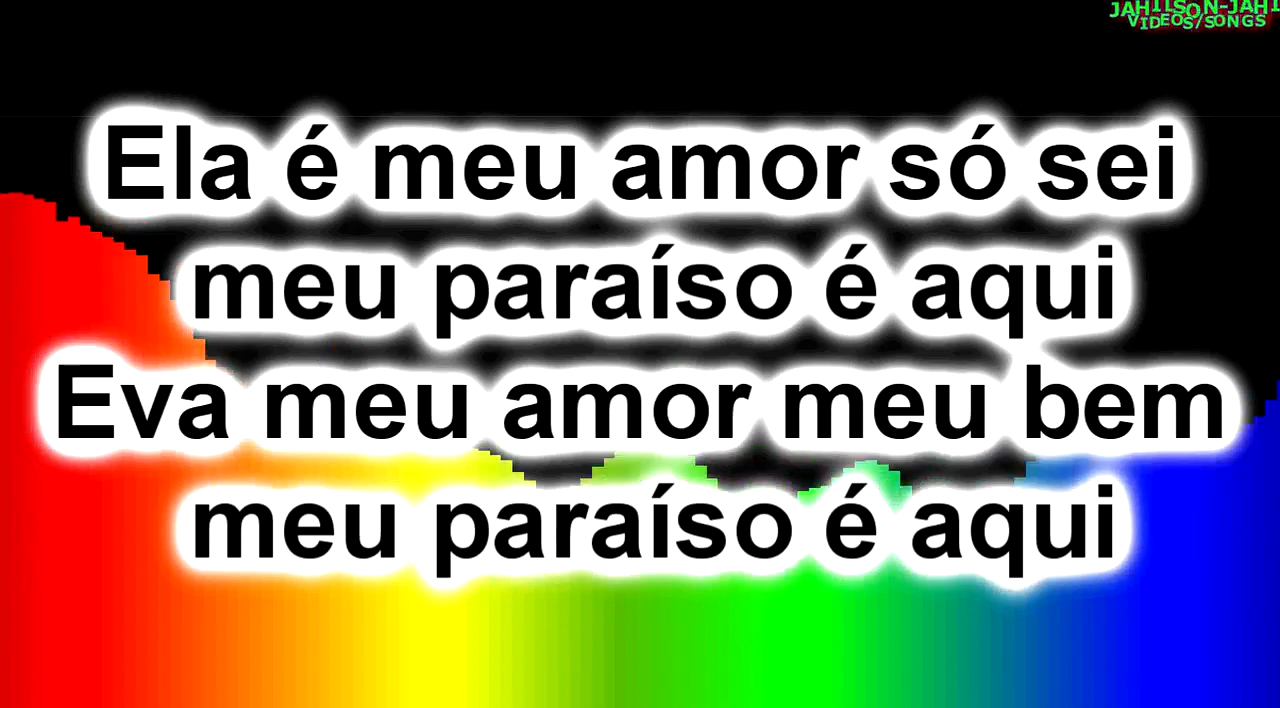 JAHILSON-JAHI
VIDEOS/SONGS
Ela é meu amor só sei
meu paraíso é aqui
Eva meu amor meu bem
meu paraíso é aqui